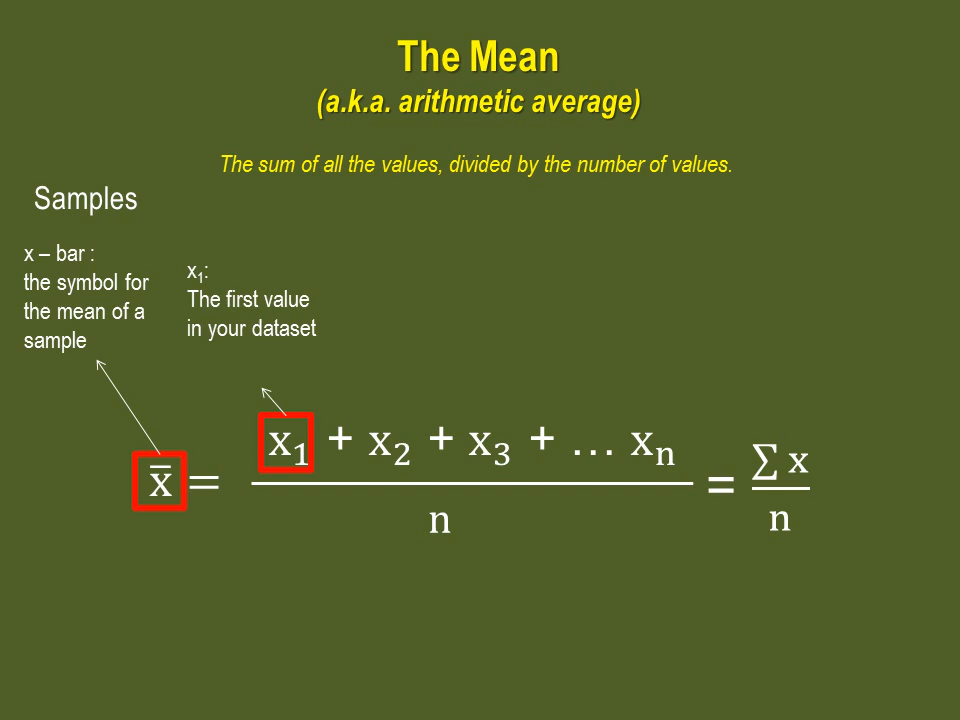 The Mean
(a.k.a. arithmetic average)
The sum of all the values, divided by the number of values.
Samples
x – bar :
the symbol for
the mean of a
sample
x₁:
The first value
in your dataset
x̅ = x₁ + x₂ + x₃ + … xₙ
n
= ∑ x
n